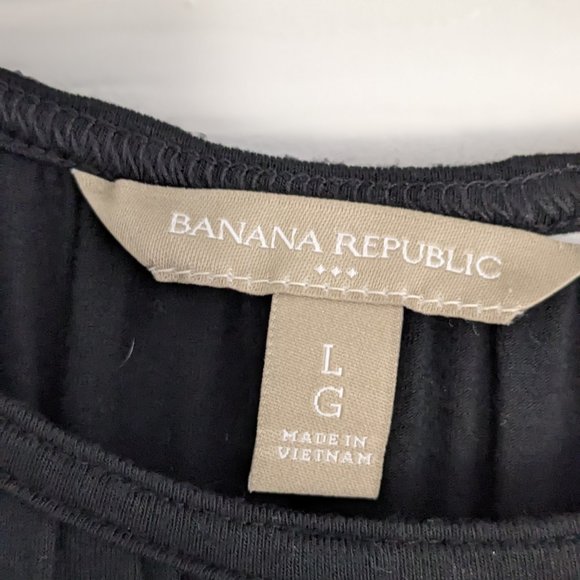 BANANA REPUBLIC
L
G
MADE IN
VIETNAM